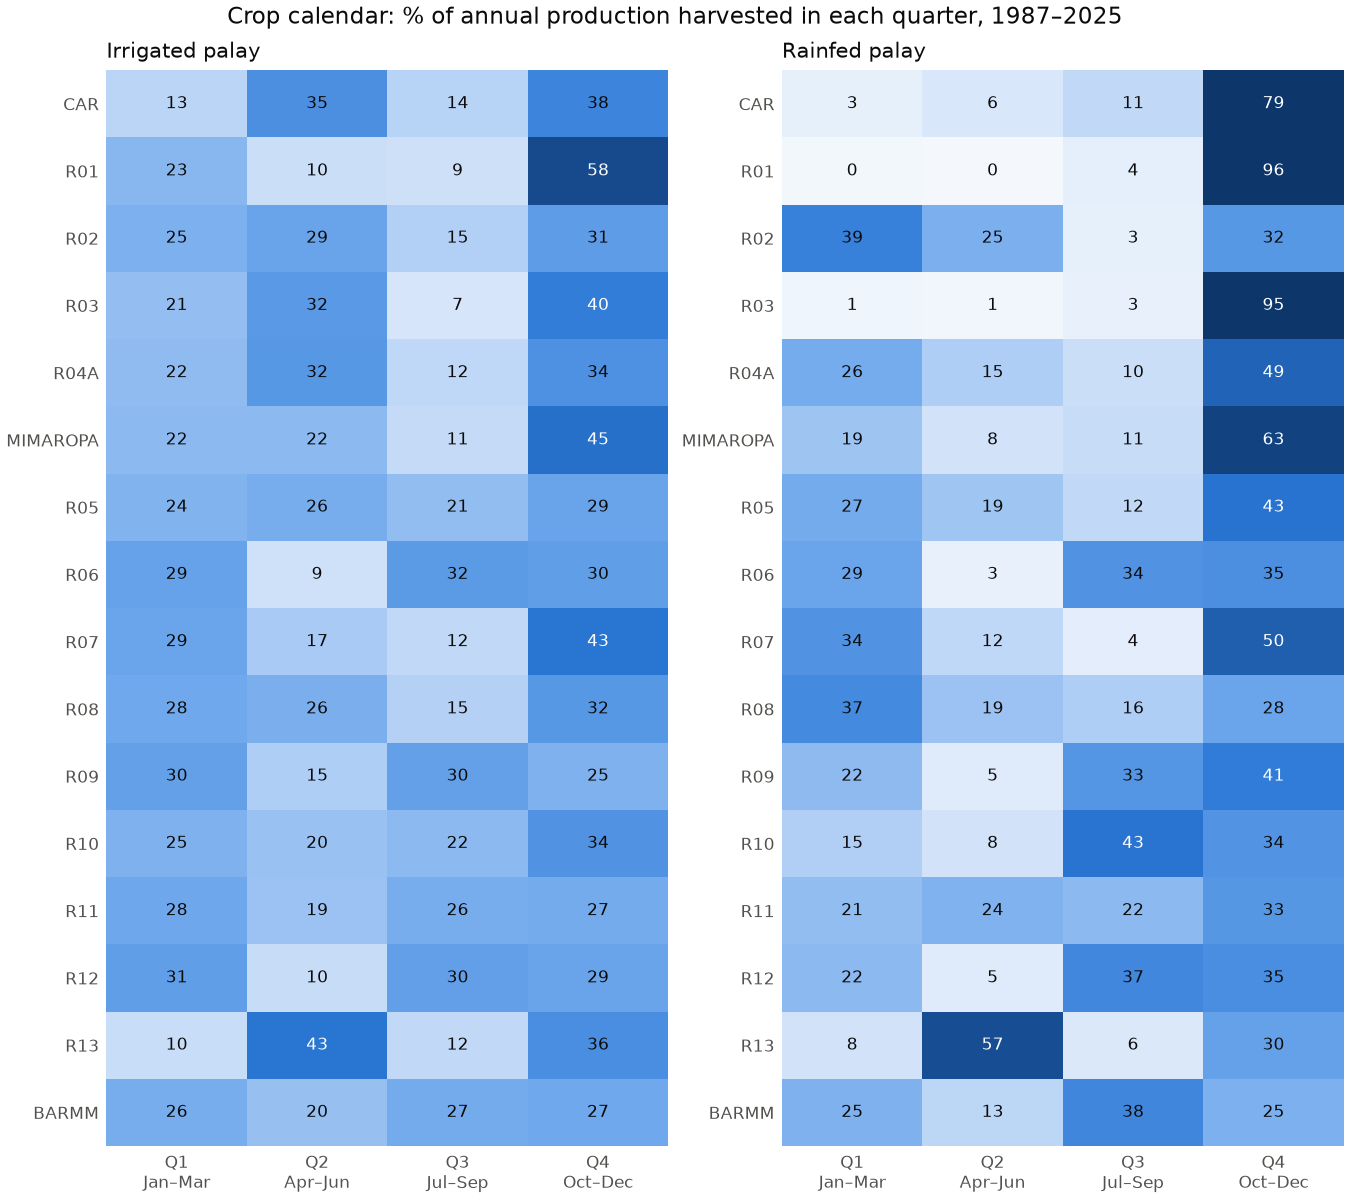 Crop calendar: % of annual production harvested in each quarter, 1987–2025
Irrigated palay
CAR 13 35 14 38
R01 23 10 9 58
R02 25 29 15 31
R03 21 32 7 40
R04A 22 32 12 34
MIMAROPA 22 22 11 45
R05 24 26 21 29
R06 29 9 32 30
R07 29 17 12 43
R08 28 26 15 32
R09 30 15 30 25
R10 25 20 22 34
R11 28 19 26 27
R12 31 10 30 29
R13 10 43 12 36
BARMM 26 20 27 27
Q1 Q2 Q3 Q4
Jan–Mar Apr–Jun Jul–Sep Oct–Dec
Rainfed palay
CAR 3 6 11 79
R01 0 0 4 96
R02 39 25 3 32
R03 1 1 3 95
R04A 26 15 10 49
MIMAROPA 19 8 11 63
R05 27 19 12 43
R06 29 3 34 35
R07 34 12 4 50
R08 37 19 16 28
R09 22 5 33 41
R10 15 8 43 34
R11 21 24 22 33
R12 22 5 37 35
R13 8 57 6 30
BARMM 25 13 38 25
Q1 Q2 Q3 Q4
Jan–Mar Apr–Jun Jul–Sep Oct–Dec